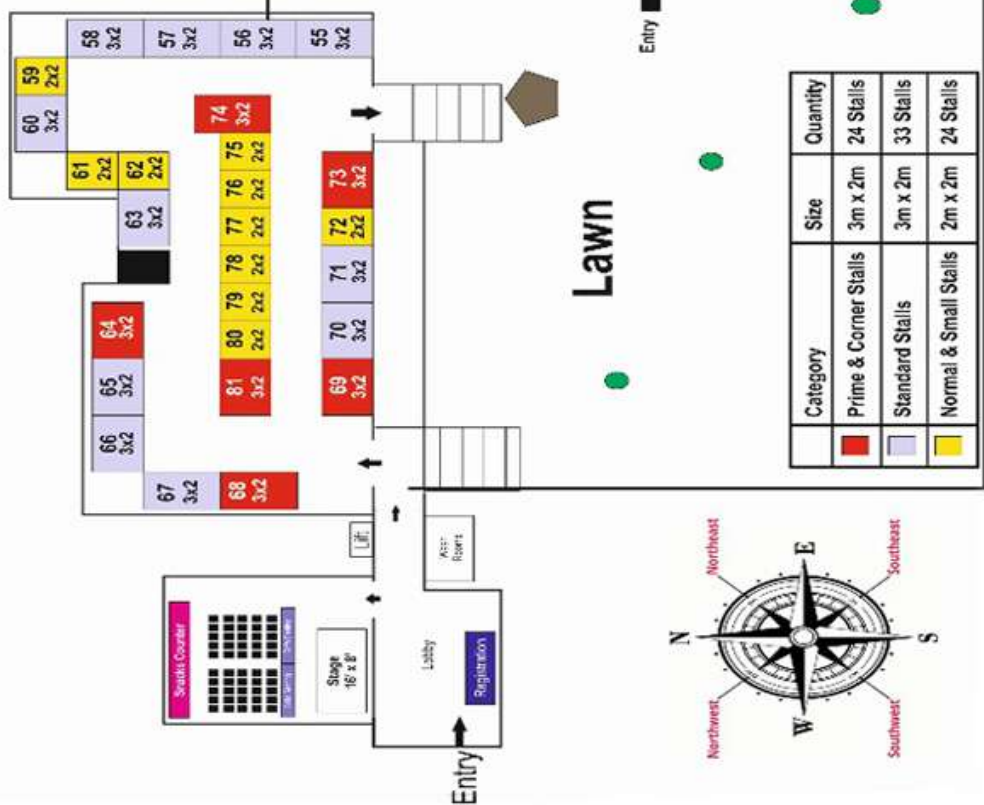 58
3x2
57
3x2
56
3x2
55
3x2
59
2x2
60
3x2
61
2x2
62
2x2
63
3x2
64
3x2
65
3x2
66
3x2
67
3x2
68
3x2
74
3x2
75
2x2
76
2x2
77
2x2
78
2x2
79
2x2
80
2x2
81
3x2
73
3x2
72
2x2
71
3x2
70
3x2
69
3x2
Entry
Lawn
Lift
Wash
Rooms
Snacks Counter
Stage
16' x 8'
Lobby
Registration
Entry
Category Size Quantity
Prime & Corner Stalls 3m x 2m 24 Stalls
Standard Stalls 3m x 2m 33 Stalls
Normal & Small Stalls 2m x 2m 24 Stalls
N
Northeast
E
Southeast
S
Southwest
W
Northwest